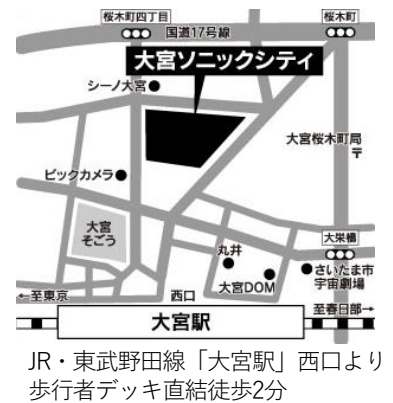 桜木町四丁目
桜木町
国道17号線
大宮ソニックシティ
シーノ大宮
大宮桜木町局
〒
ビックカメラ
大宮
そごう
丸井
大栄橋
大宮DOM
さいたま市
宇宙劇場
←至東京
西口
至春日部→
大宮駅
JR・東武野田線「大宮駅」西口より
歩行者デッキ直結徒歩2分